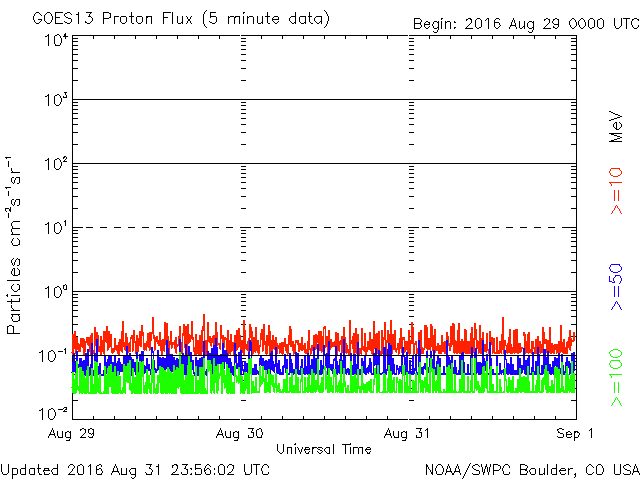 GOES13 Proton Flux (5 minute data)
Begin: 2016 Aug 29 0000 UTC
Particles cm⁻²s⁻¹sr⁻¹
10⁴
10³
10²
10¹
10⁰
10⁻¹
10⁻²
MeV
>=10
>=50
>=100
Aug 29
Aug 30
Aug 31
Sep 1
Universal Time
Updated 2016 Aug 31 23:56:02 UTC
NOAA/SWPC Boulder, CO USA